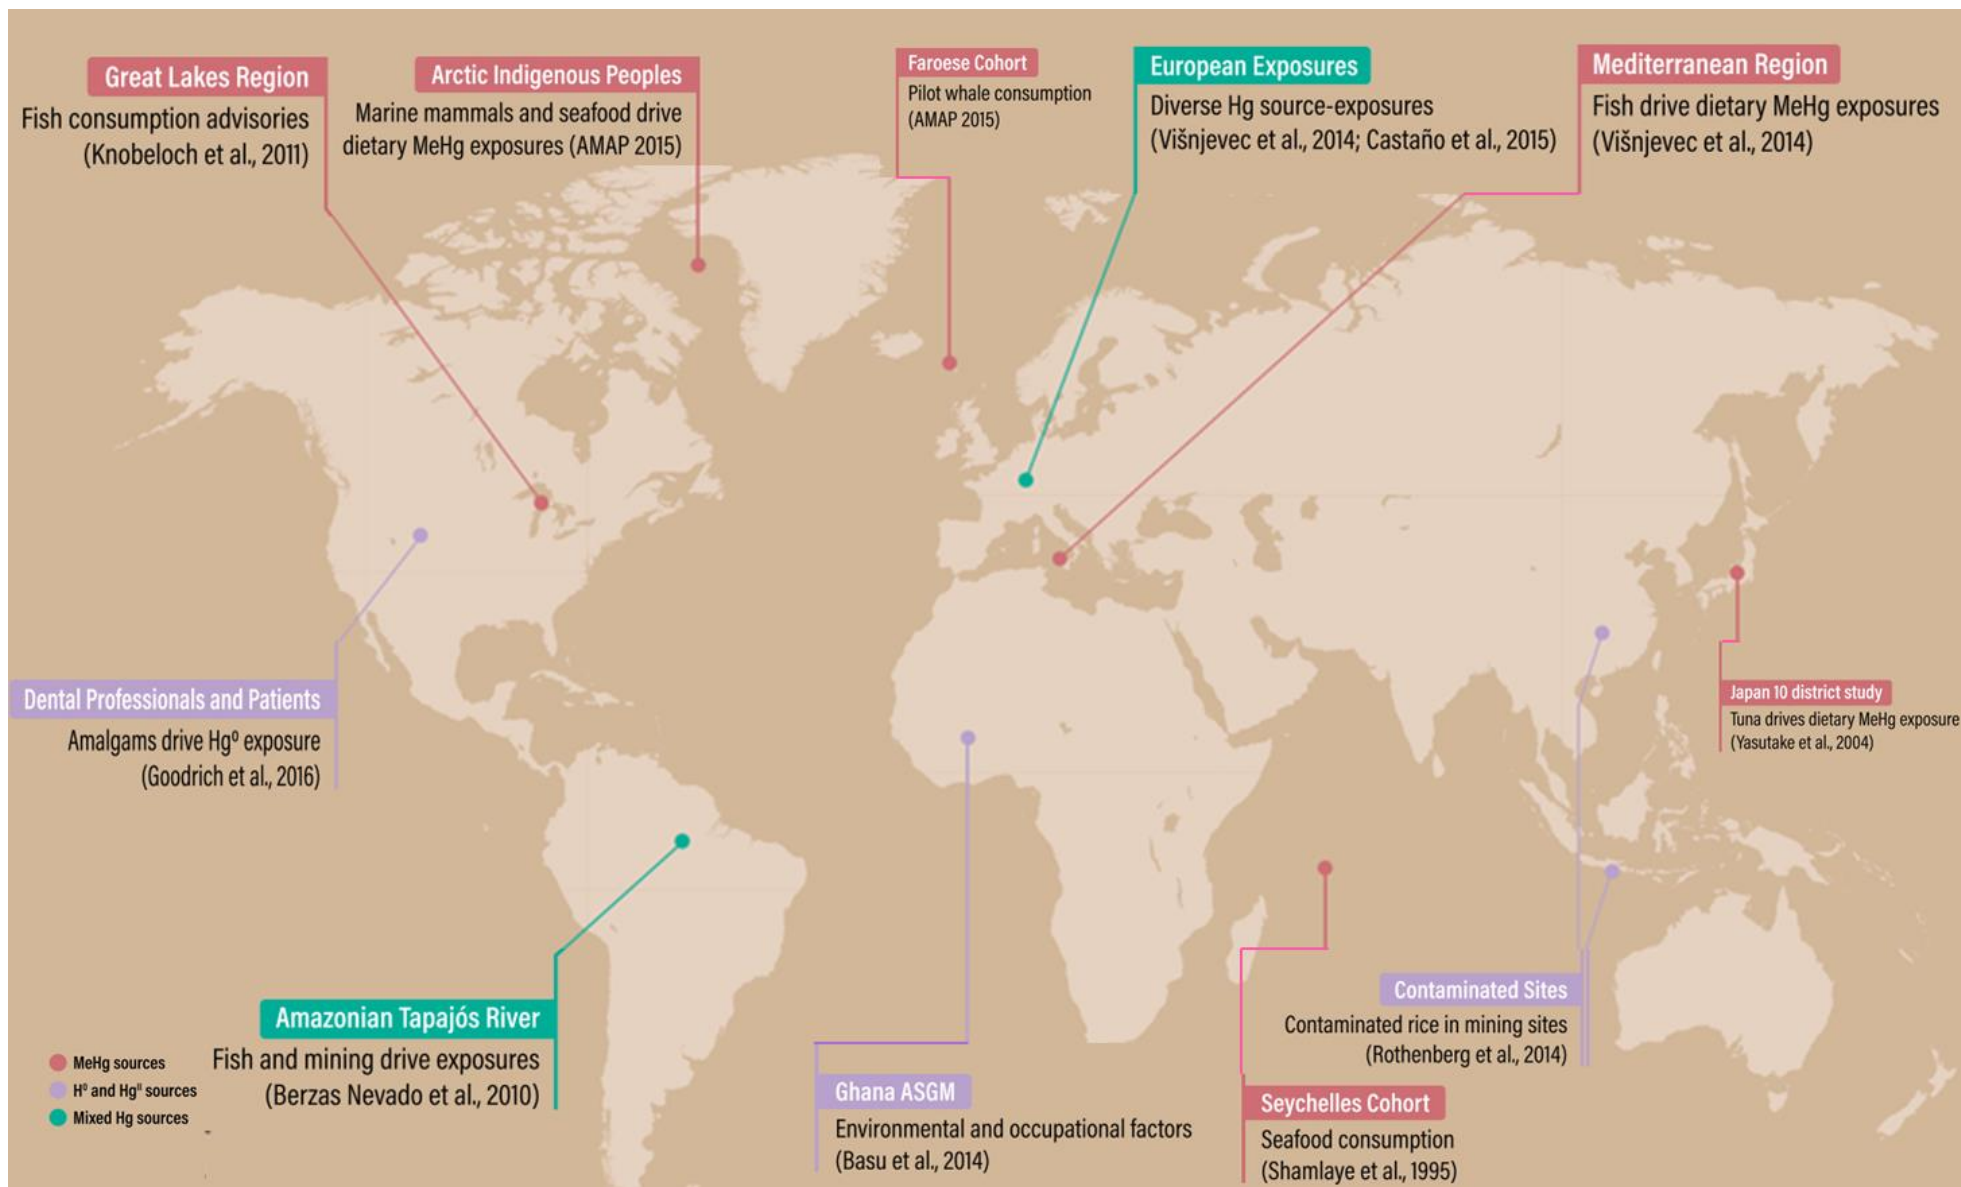 Great Lakes Region
Fish consumption advisories
(Knobeloch et al., 2011)
Arctic Indigenous Peoples
Marine mammals and seafood drive
dietary MeHg exposures (AMAP 2015)
Faroese Cohort
Pilot whale consumption
(AMAP 2015)
European Exposures
Diverse Hg source-exposures
(Višnjevec et al., 2014; Castaño et al., 2015)
Mediterranean Region
Fish drive dietary MeHg exposures
(Višnjevec et al., 2014)
Dental Professionals and Patients
Amalgams drive Hg⁰ exposure
(Goodrich et al., 2016)
Japan 10 district study
Tuna drives dietary MeHg exposure
(Yasutake et al., 2004)
Amazonian Tapajós River
Fish and mining drive exposures
(Berzas Nevado et al., 2010)
Ghana ASGM
Environmental and occupational factors
(Basu et al., 2014)
Contaminated Sites
Contaminated rice in mining sites
(Rothenberg et al., 2014)
Seychelles Cohort
Seafood consumption
(Shamlaye et al., 1995)
MeHg sources
H⁰ and Hgᴵᴵ sources
Mixed Hg sources